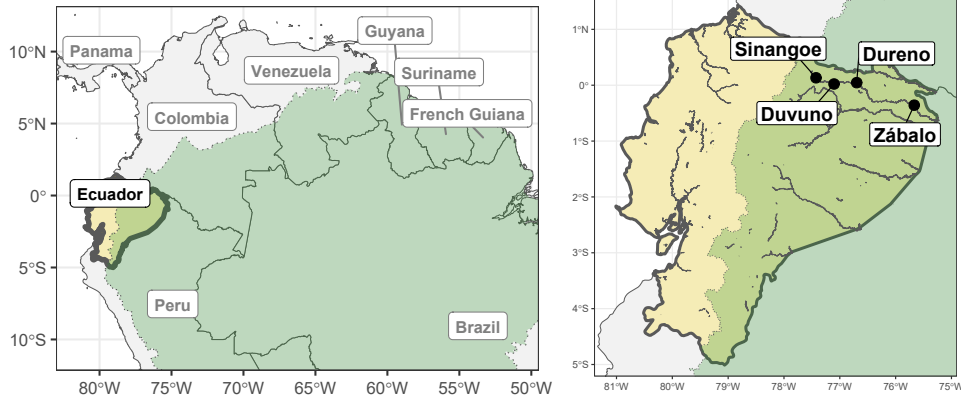 Guyana
Panama
Venezuela
Suriname
French Guiana
Colombia
Ecuador
Peru
Brazil
10°N
5°N
0°
5°S
10°S
80°W
75°W
70°W
65°W
60°W
55°W
50°W
Sinangoe
Dureno
Duvuno
Zábalo
1°N
0°
1°S
2°S
3°S
4°S
5°S
81°W
80°W
79°W
78°W
77°W
76°W
75°W